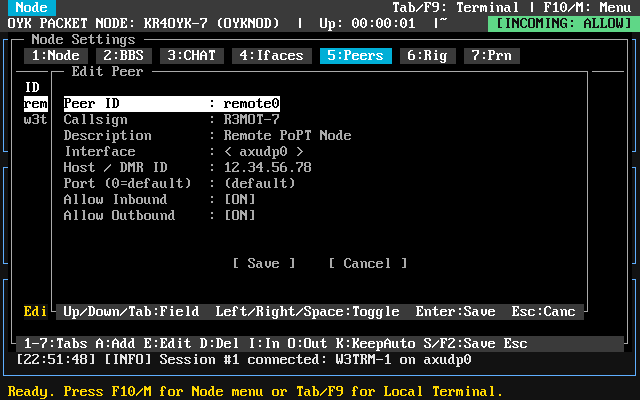 Node Tab/F9: Terminal | F10/M: Menu
OYK PACKET NODE: KR4OYK-7 (OYKNOD) | Up: 00:00:01 |~ [INCOMING: ALLOW]
Node Settings
1:Node 2:BBS 3:CHAT 4:Ifaces 5:Peers 6:Rig 7:Prn
Edit Peer
ID
rem Peer ID : remote0
w3t Callsign : R3MOT-7
Description : Remote PoPT Node
Interface : < axudp0 >
Host / DMR ID : 12.34.56.78
Port (0=default) : (default)
Allow Inbound : [ON]
Allow Outbound : [ON]
[ Save ] [ Cancel ]
Edi Up/Down/Tab:Field Left/Right/Space:Toggle Enter:Save Esc:Canc
1-7:Tabs A:Add E:Edit D:Del I:In O:Out K:KeepAuto S/F2:Save Esc
[22:51:48] [INFO] Session #1 connected: W3TRM-1 on axudp0
Ready. Press F10/M for Node menu or Tab/F9 for Local Terminal.